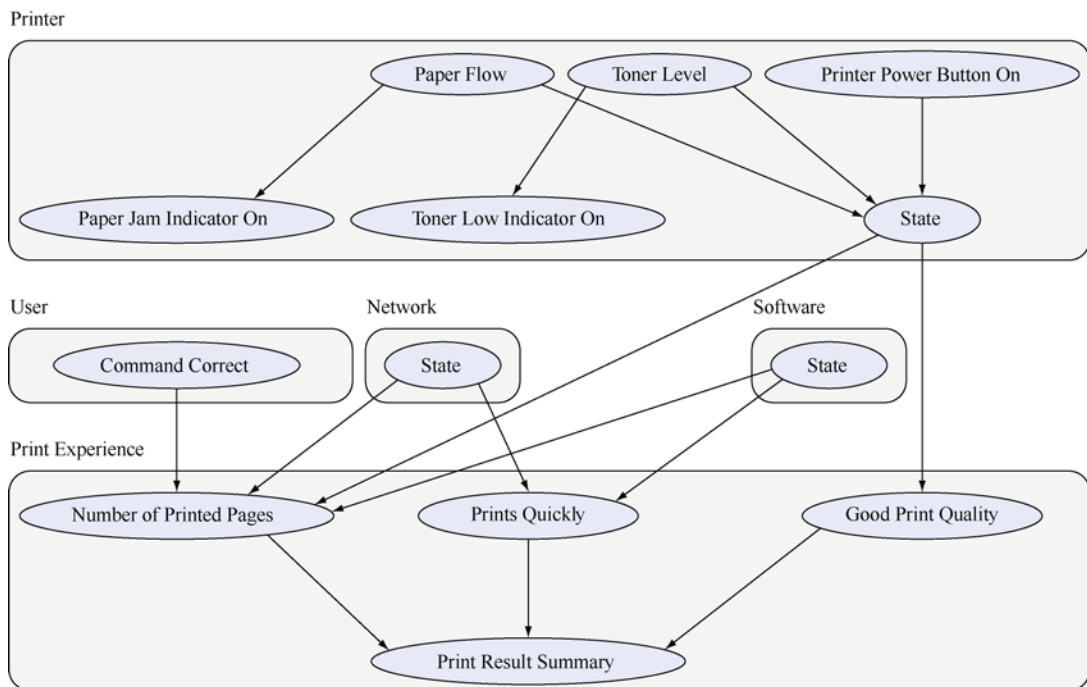 Printer
Paper Flow
Toner Level
Printer Power Button On
Paper Jam Indicator On
Toner Low Indicator On
State
User
Network
Software
Command Correct
State
State
Print Experience
Number of Printed Pages
Prints Quickly
Good Print Quality
Print Result Summary